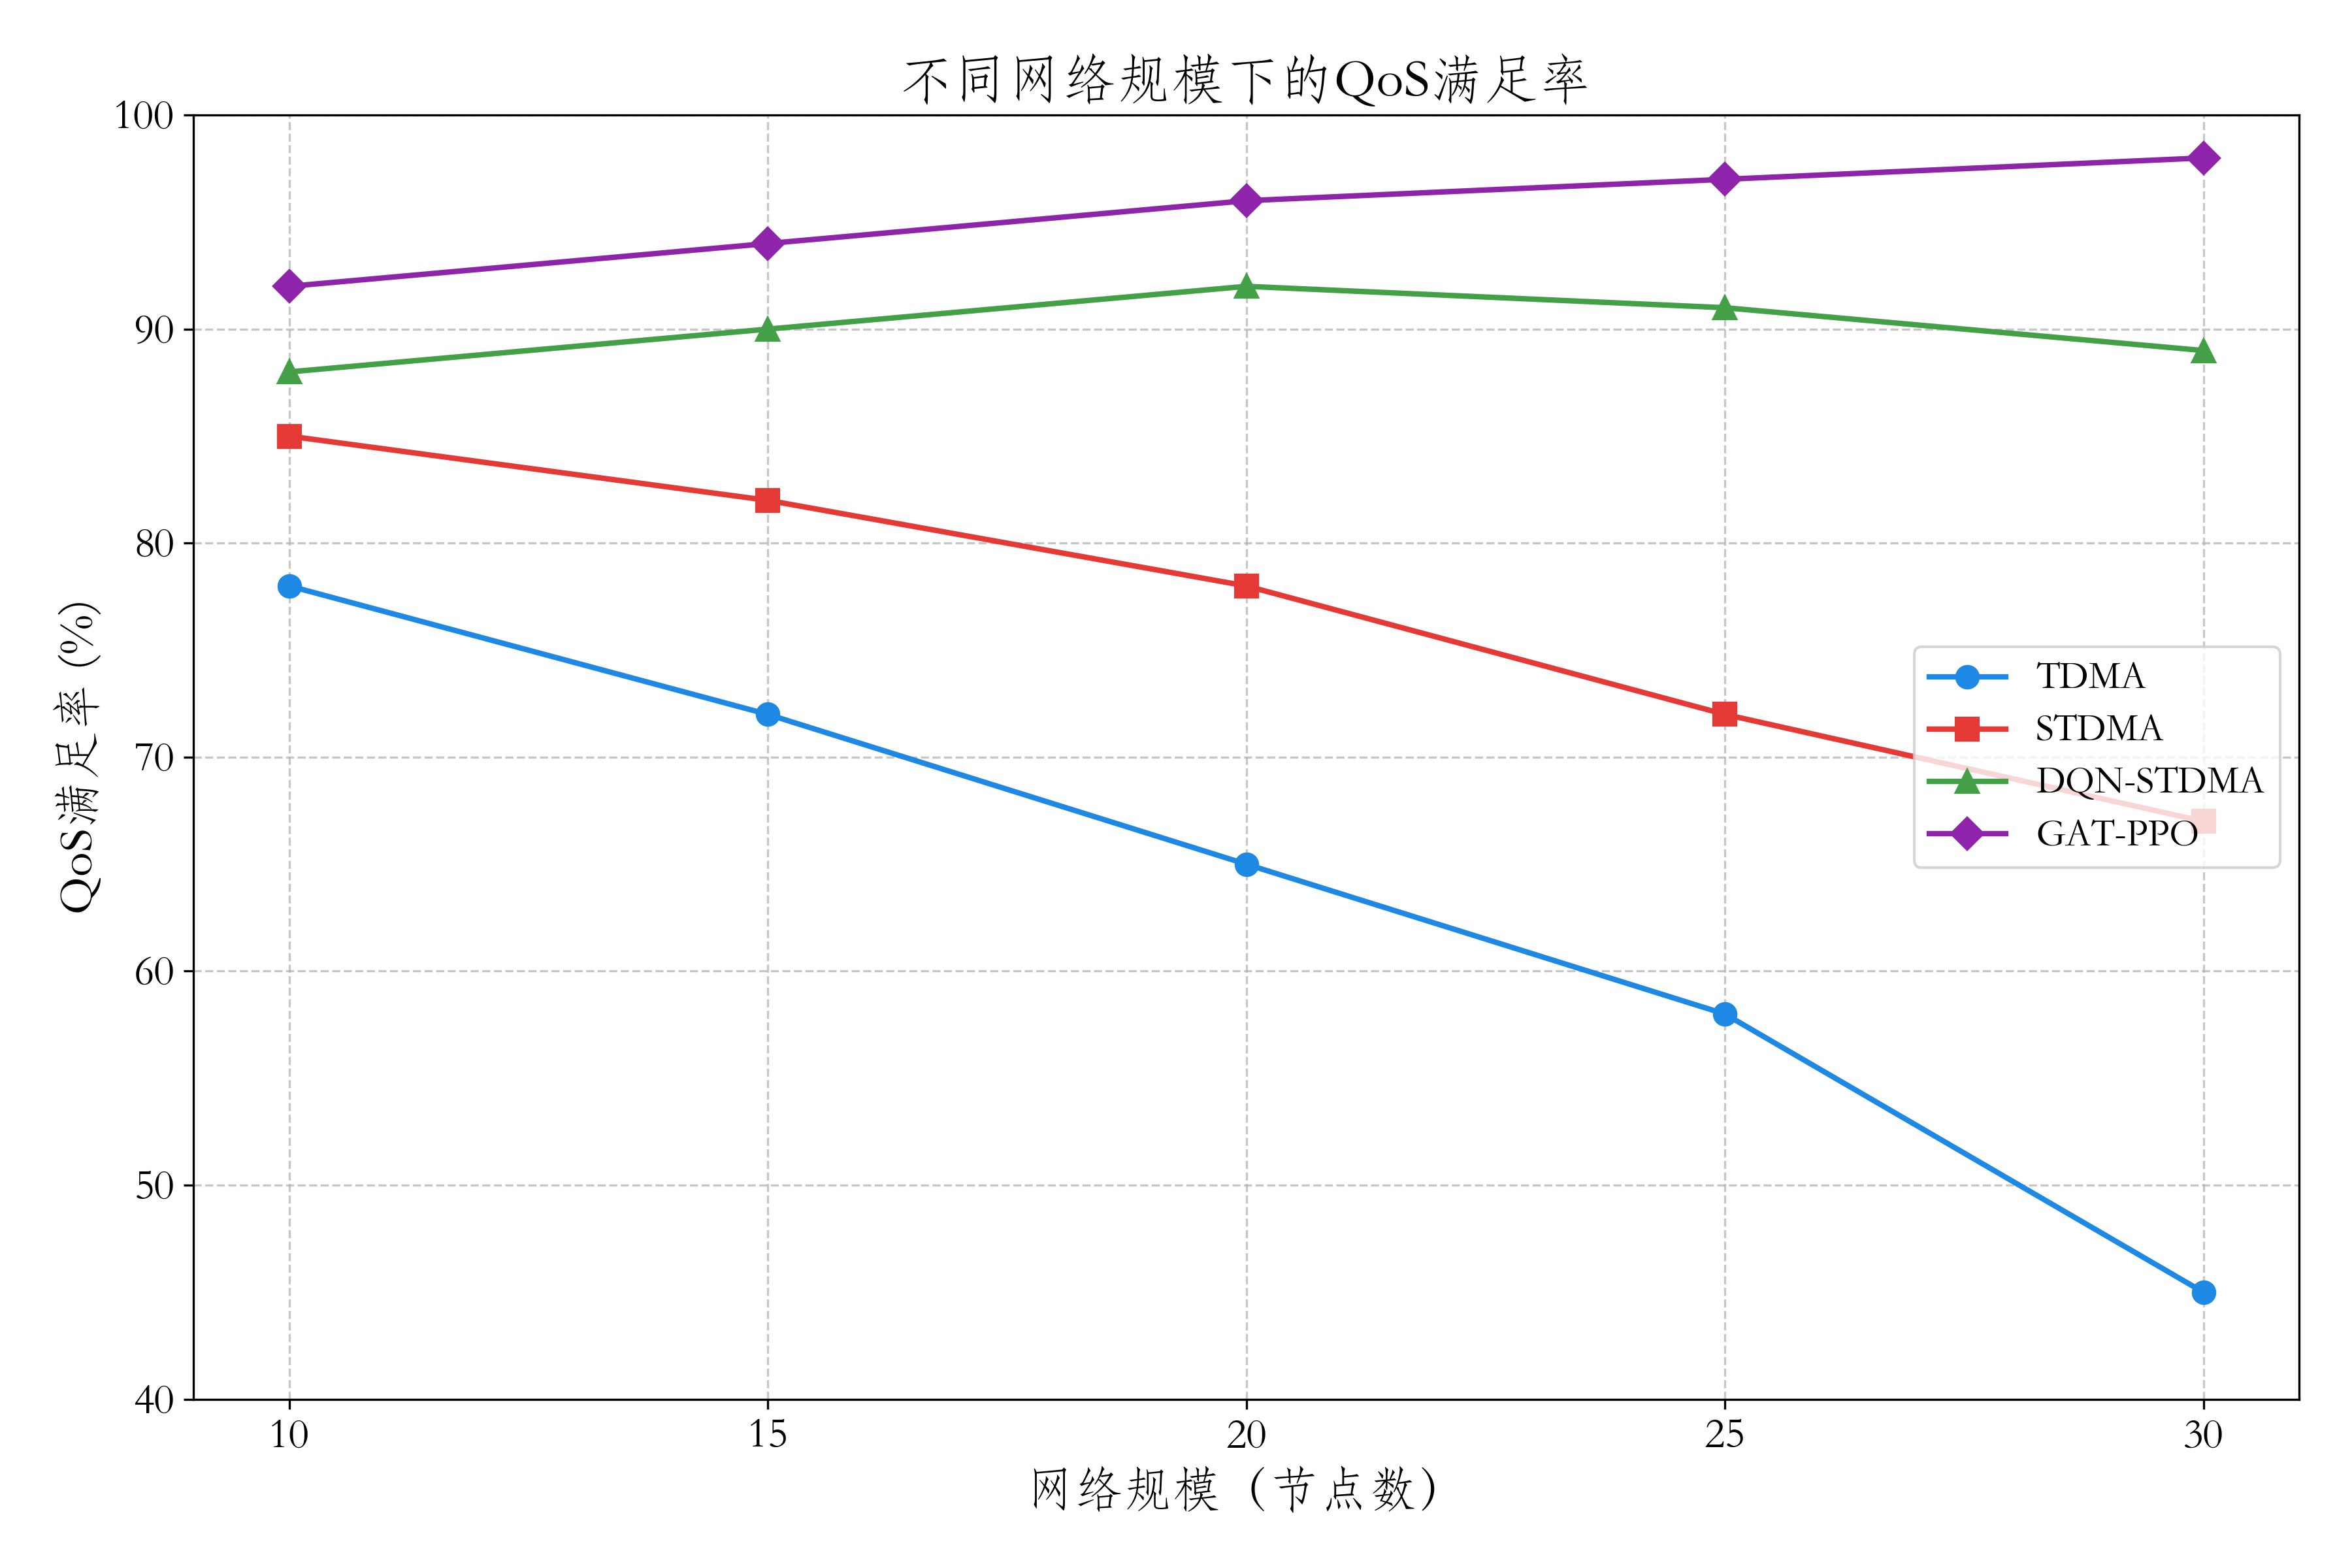 不同网络规模下的QoS满足率
100
90
80
70
60
50
40
QoS满足率 (%)
TDMA
STDMA
DQN-STDMA
GAT-PPO
10 15 20 25 30
网络规模（节点数）